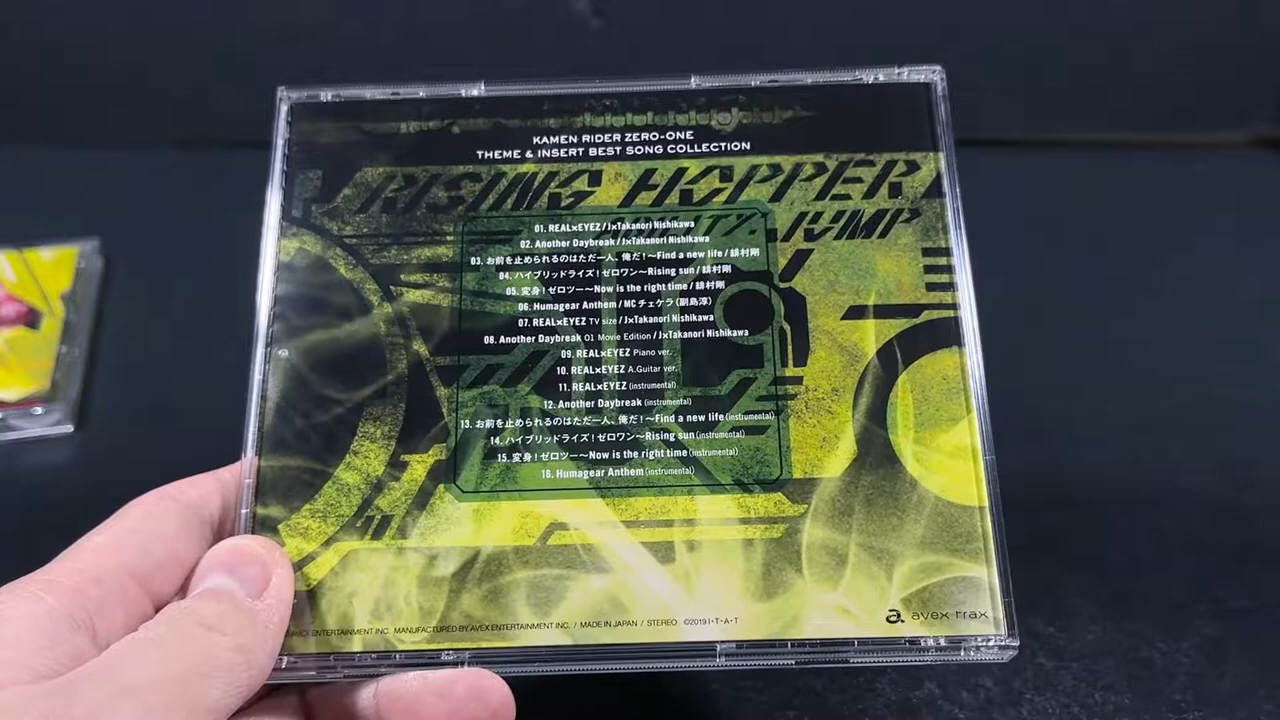 KAMEN RIDER ZERO-ONE
THEME & INSERT BEST SONG COLLECTION
RISING HOPPER
JUMP
01. REAL×EYEZ / J×Takanori Nishikawa
02. Another Daybreak / J×Takanori Nishikawa
03. お前を止められるのはただ一人、俺だ！～Find a new life / 緋村剛
04. ハイブリッドライズ！ゼロワン～Rising sun / 緋村剛
05. 変身！ゼロツー～Now is the right time / 緋村剛
06. Humagear Anthem / MC チェケラ（副島淳）
07. REAL×EYEZ TV size / J×Takanori Nishikawa
08. Another Daybreak 01 Movie Edition / J×Takanori Nishikawa
09. REAL×EYEZ Piano ver.
10. REAL×EYEZ A.Guitar ver.
11. REAL×EYEZ (instrumental)
12. Another Daybreak (instrumental)
13. お前を止められるのはただ一人、俺だ！～Find a new life (instrumental)
14. ハイブリッドライズ！ゼロワン～Rising sun (instrumental)
15. 変身！ゼロツー～Now is the right time (instrumental)
16. Humagear Anthem (instrumental)
AVEX ENTERTAINMENT INC. MANUFACTURED BY AVEX ENTERTAINMENT INC. / MADE IN JAPAN / STEREO ©2019 I・T・A・T
avex trax